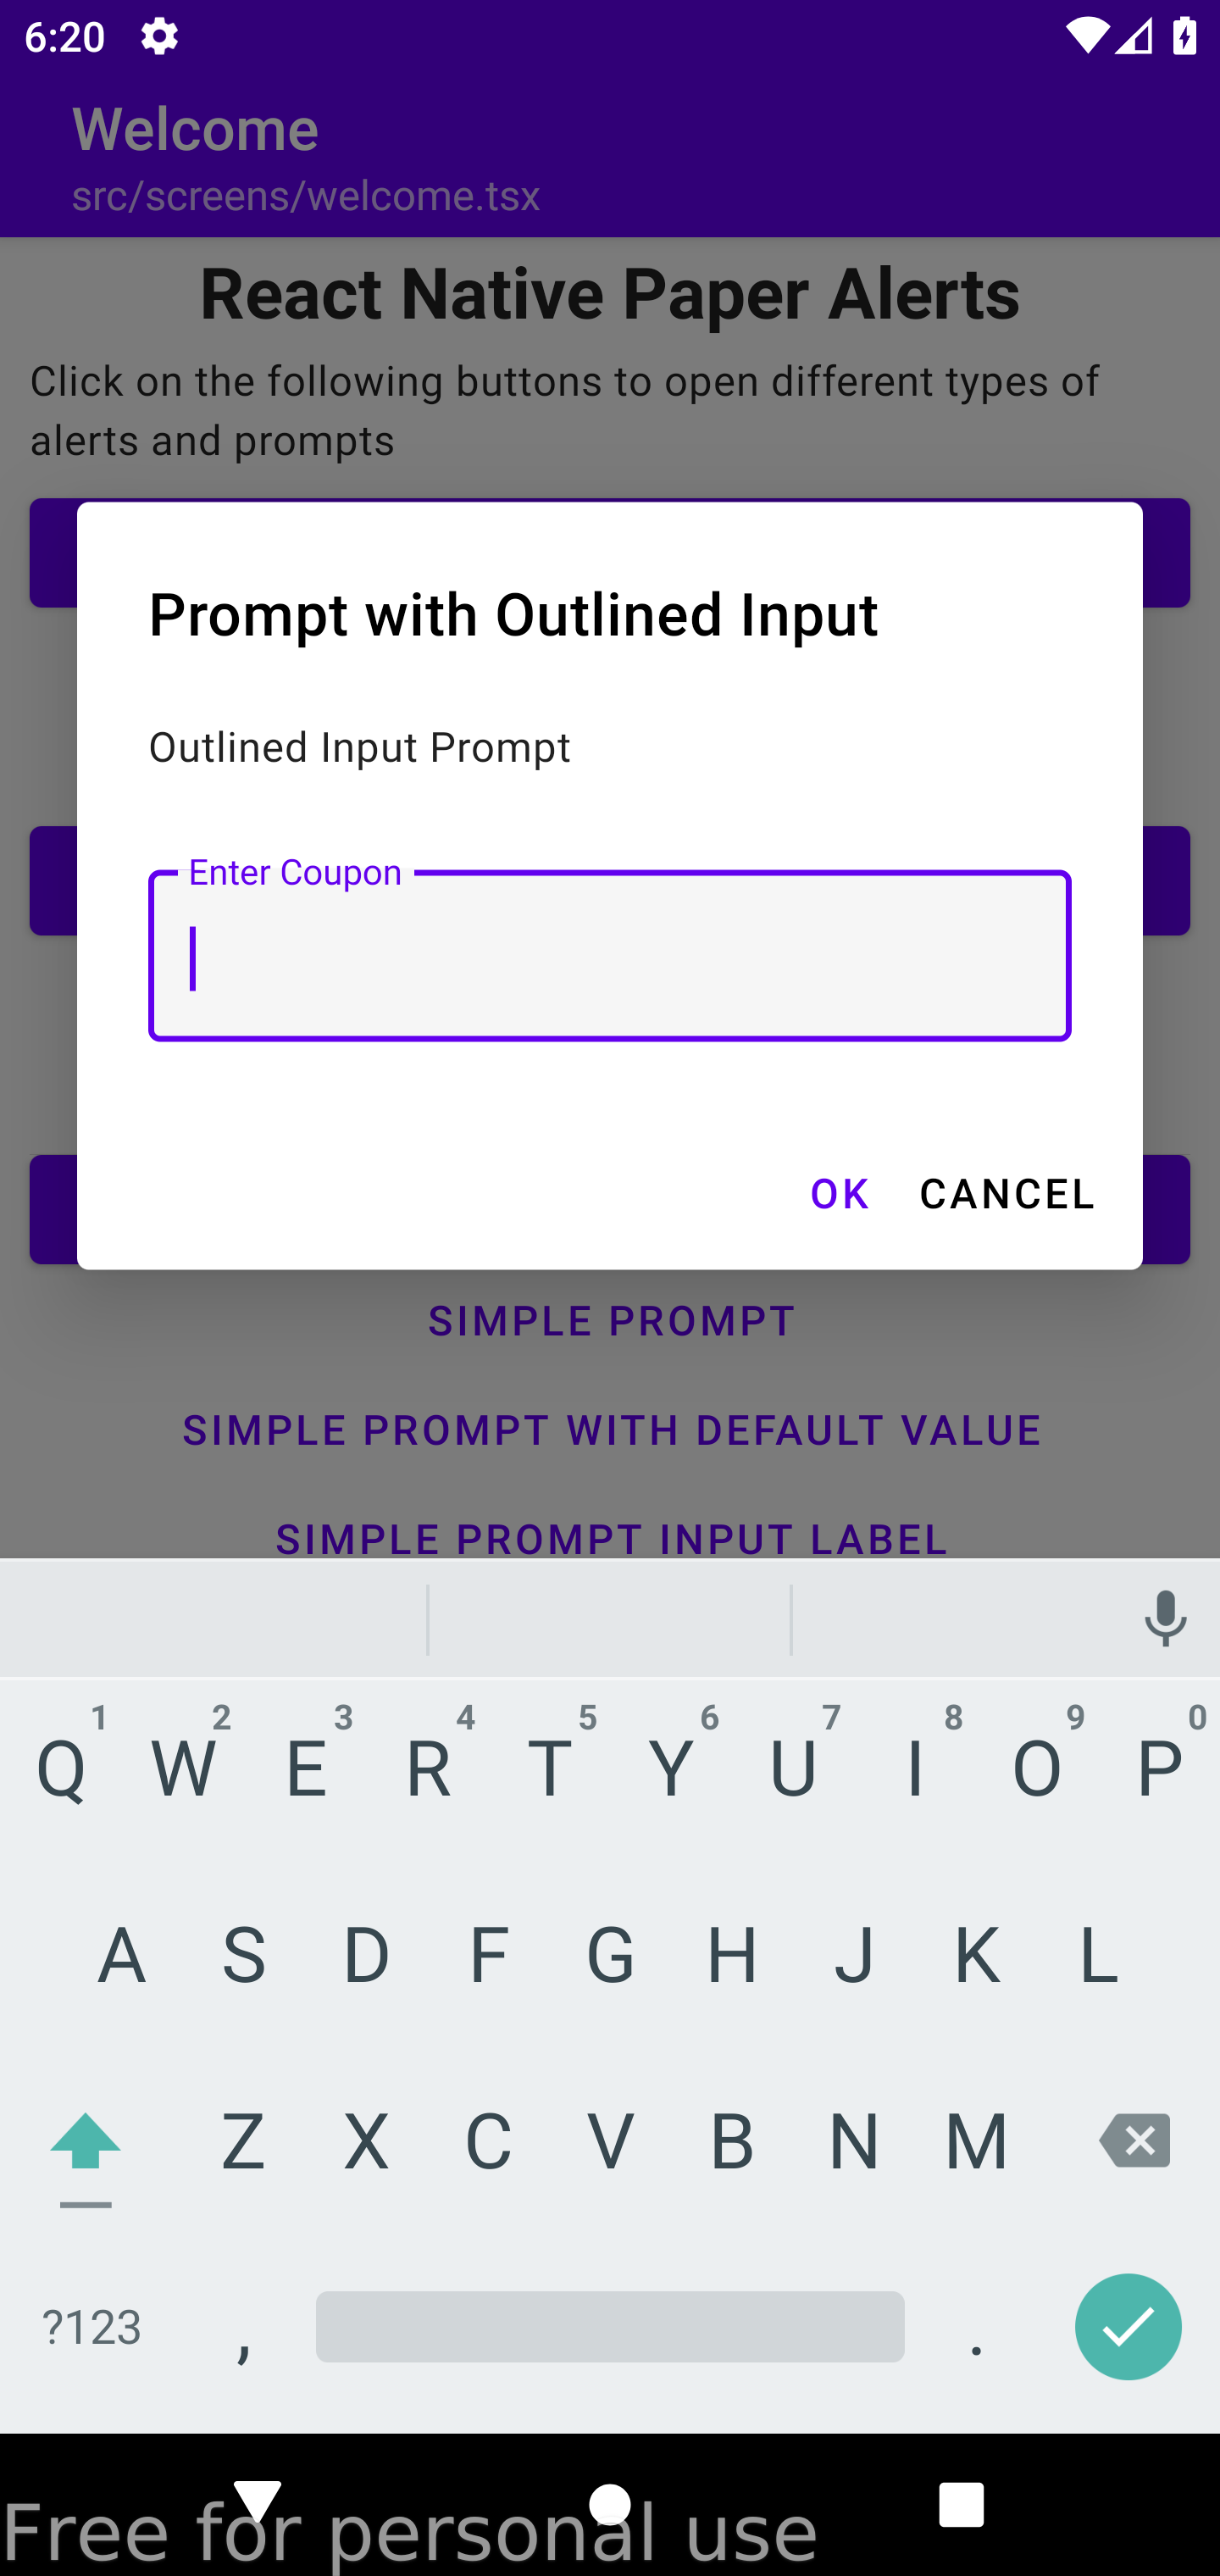 6:20
Welcome
src/screens/welcome.tsx
React Native Paper Alerts
Click on the following buttons to open different types of
alerts and prompts
Prompt with Outlined Input
Outlined Input Prompt
Enter Coupon
OK CANCEL
SIMPLE PROMPT
SIMPLE PROMPT WITH DEFAULT VALUE
SIMPLE PROMPT INPUT LABEL
1 2 3 4 5 6 7 8 9 0
Q W E R T Y U I O P
A S D F G H J K L
Z X C V B N M
?123 , .
Free for personal use